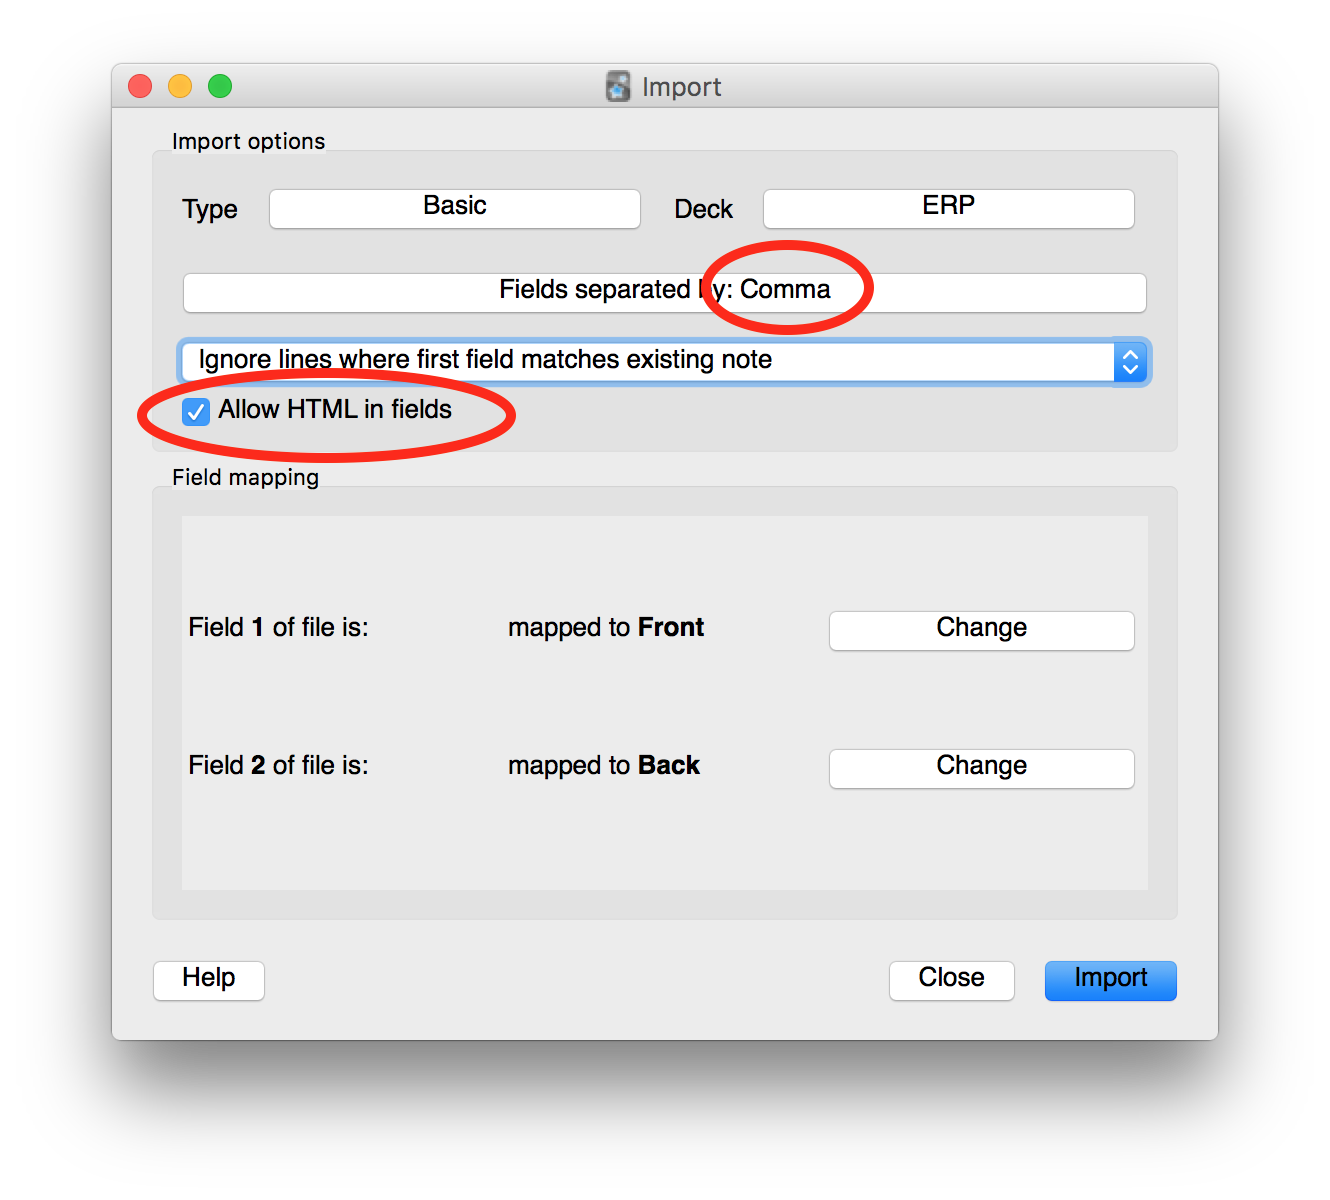 Import
Import options
Type Basic Deck ERP
Fields separated by: Comma
Ignore lines where first field matches existing note
Allow HTML in fields
Field mapping
Field 1 of file is: mapped to Front Change
Field 2 of file is: mapped to Back Change
Help Close Import